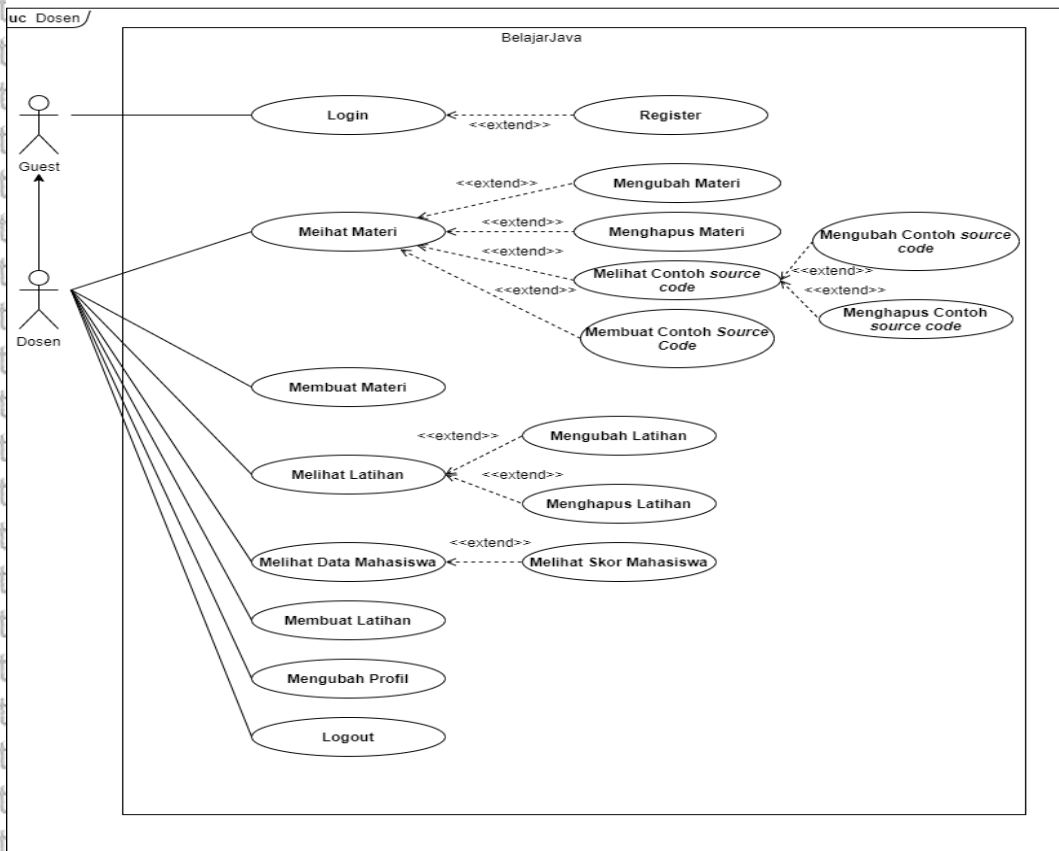 uc Dosen
BelajarJava
Guest
Dosen
Login
<<extend>>
Register
<<extend>>
Mengubah Materi
Meihat Materi
<<extend>>
Menghapus Materi
<<extend>>
Melihat Contoh source
code
<<extend>>
Membuat Contoh Source
Code
Mengubah Contoh source
code
<<extend>>
<<extend>>
Menghapus Contoh
source code
Membuat Materi
Melihat Latihan
<<extend>>
Mengubah Latihan
<<extend>>
Menghapus Latihan
Melihat Data Mahasiswa
<<extend>>
Melihat Skor Mahasiswa
Membuat Latihan
Mengubah Profil
Logout